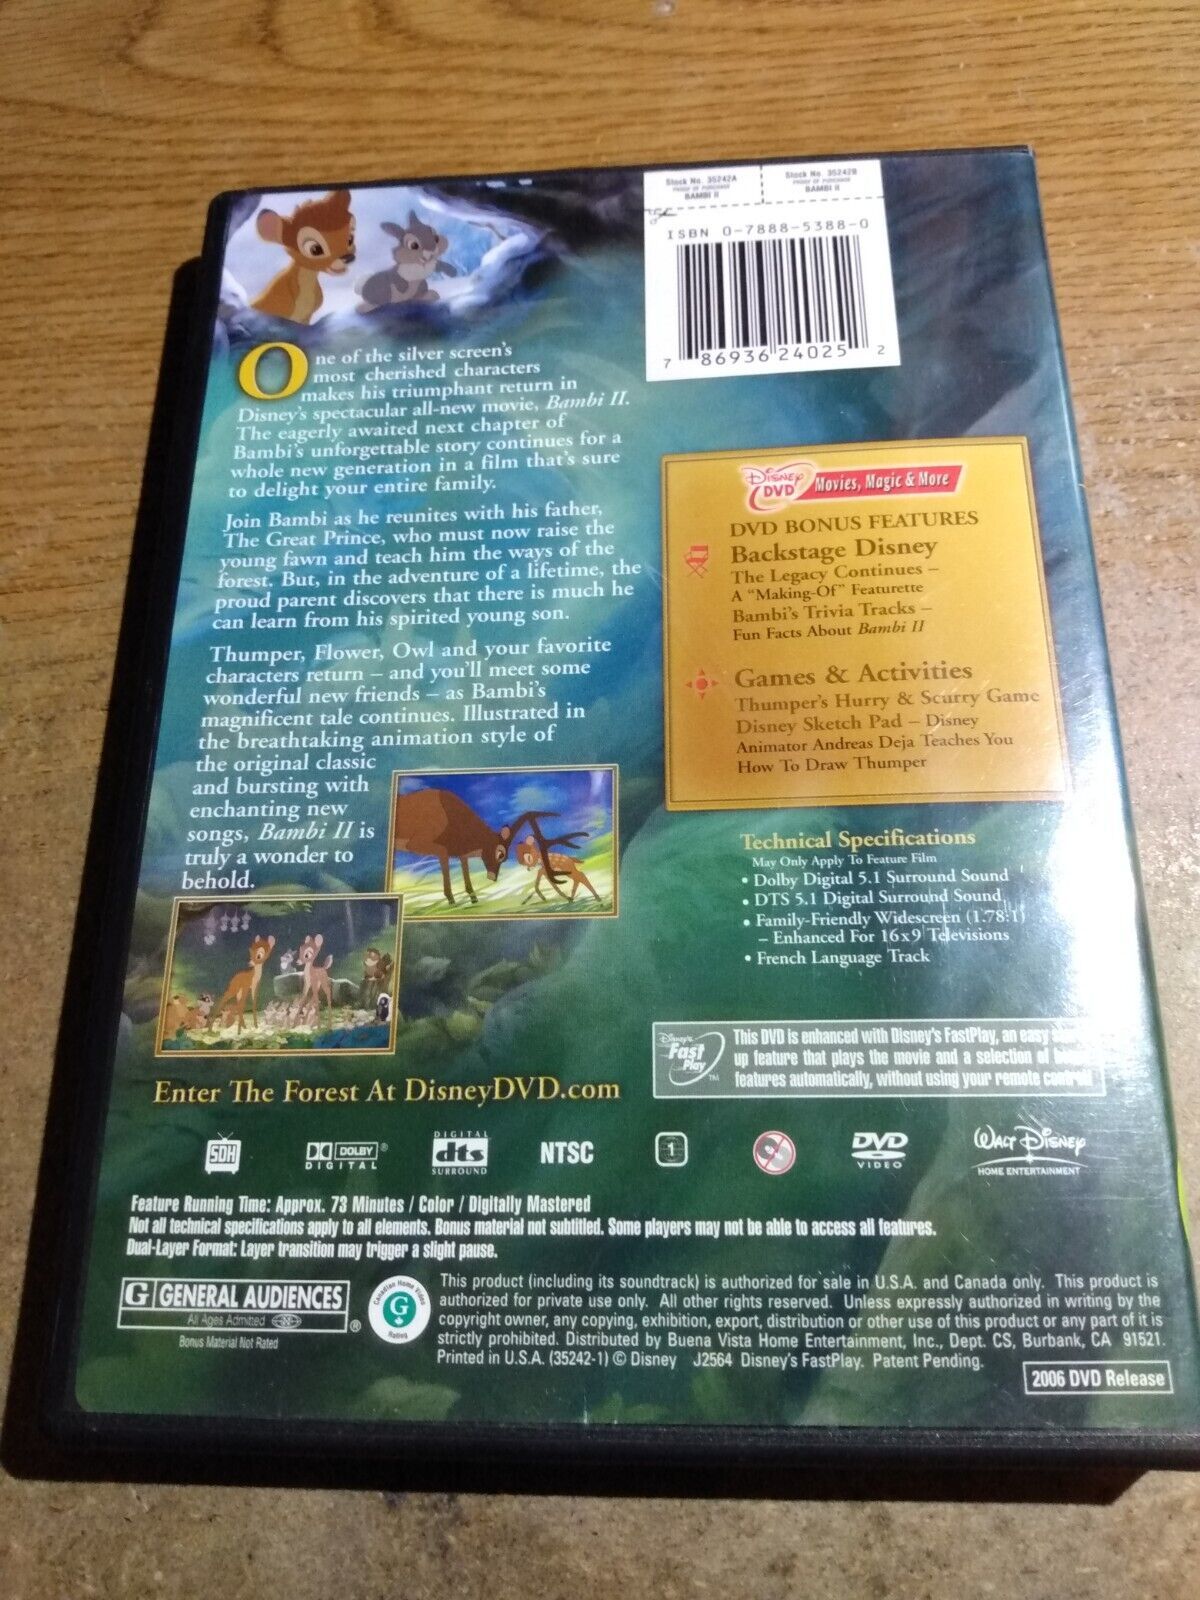 Stock No. 35242A
PROOF OF PURCHASE
BAMBI II
Stock No. 35242B
PROOF OF PURCHASE
BAMBI II
ISBN 0-7888-5388-0
7 86936 24025 2
One of the silver screen's
most cherished characters
makes his triumphant return in
Disney's spectacular all-new movie, Bambi II.
The eagerly awaited next chapter of
Bambi's unforgettable story continues for a
whole new generation in a film that's sure
to delight your entire family.
Join Bambi as he reunites with his father,
The Great Prince, who must now raise the
young fawn and teach him the ways of the
forest. But, in the adventure of a lifetime, the
proud parent discovers that there is much he
can learn from his spirited young son.
Thumper, Flower, Owl and your favorite
characters return – and you'll meet some
wonderful new friends – as Bambi's
magnificent tale continues. Illustrated in
the breathtaking animation style of
the original classic
and bursting with
enchanting new
songs, Bambi II is
truly a wonder to
behold.
Disney DVD Movies, Magic & More
DVD BONUS FEATURES
Backstage Disney
The Legacy Continues –
A "Making-Of" Featurette
Bambi's Trivia Tracks –
Fun Facts About Bambi II
Games & Activities
Thumper's Hurry & Scurry Game
Disney Sketch Pad – Disney
Animator Andreas Deja Teaches You
How To Draw Thumper
Technical Specifications
May Only Apply To Feature Film
• Dolby Digital 5.1 Surround Sound
• DTS 5.1 Digital Surround Sound
• Family-Friendly Widescreen (1.78:1)
– Enhanced For 16x9 Televisions
• French Language Track
Disney's Fast Play TM
This DVD is enhanced with Disney's FastPlay, an easy
up feature that plays the movie and a selection of
features automatically, without using your remote control
Enter The Forest At DisneyDVD.com
SDH
DOLBY DIGITAL
DIGITAL dts SURROUND
NTSC
1
DVD VIDEO
Walt Disney HOME ENTERTAINMENT
Feature Running Time: Approx. 73 Minutes / Color / Digitally Mastered
Not all technical specifications apply to all elements. Bonus material not subtitled. Some players may not be able to access all features.
Dual-Layer Format: Layer transition may trigger a slight pause.
G GENERAL AUDIENCES
All Ages Admitted
®
Bonus Material Not Rated
Canadian Home Video
G
Rating
This product (including its soundtrack) is authorized for sale in U.S.A. and Canada only. This product is
authorized for private use only. All other rights reserved. Unless expressly authorized in writing by the
copyright owner, any copying, exhibition, export, distribution or other use of this product or any part of it is
strictly prohibited. Distributed by Buena Vista Home Entertainment, Inc., Dept. CS, Burbank, CA 91521.
Printed in U.S.A. (35242-1) © Disney J2564 Disney's FastPlay. Patent Pending.
2006 DVD Release